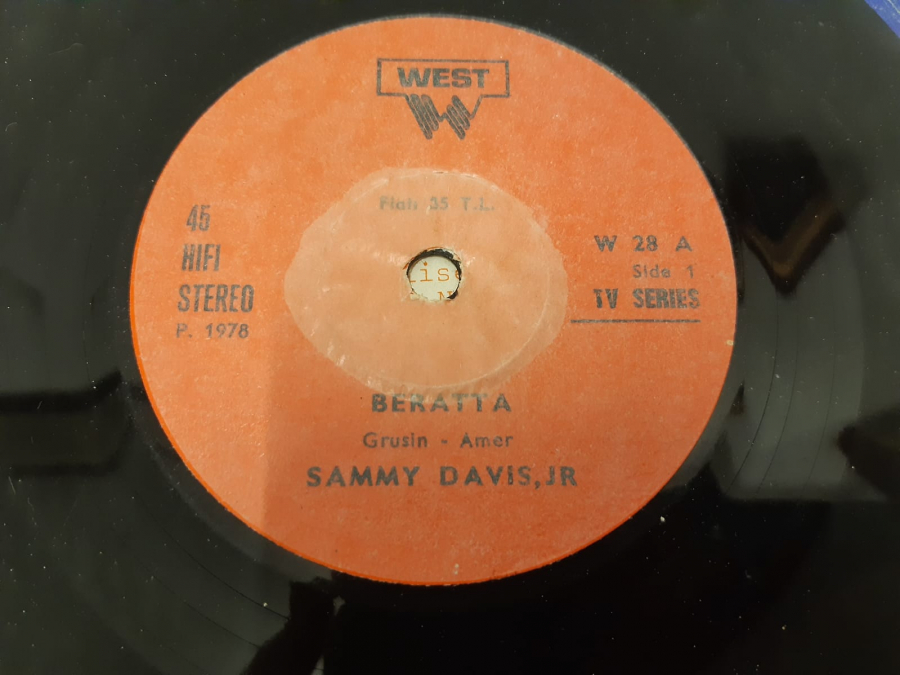 WEST
Fiatı 35 T.L.
45
HIFI
STEREO
P. 1978
W 28 A
Side 1
TV SERIES
BERATTA
Grusin - Amer
SAMMY DAVIS,JR